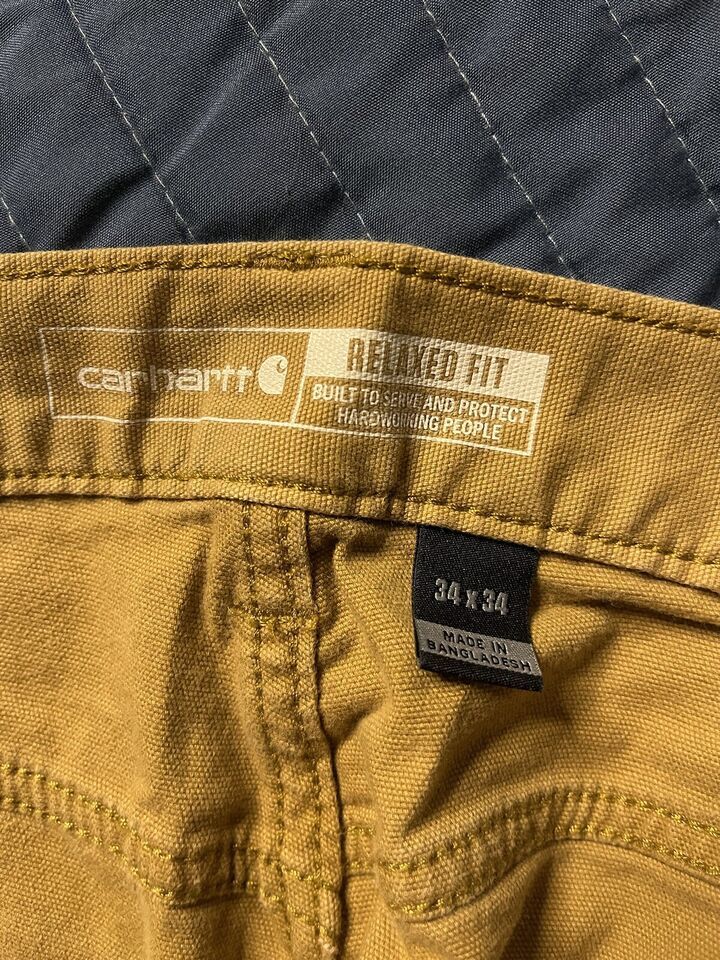 carhartt
RELAXED FIT
BUILT TO SERVE AND PROTECT
HARDWORKING PEOPLE
34 x 34
MADE IN
BANGLADESH